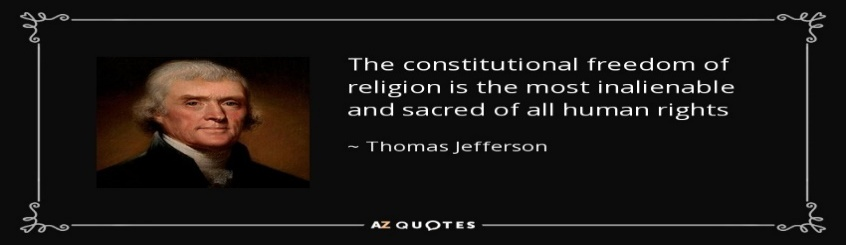 The constitutional freedom of
religion is the most inalienable
and sacred of all human rights
~ Thomas Jefferson
AZ QUOTES